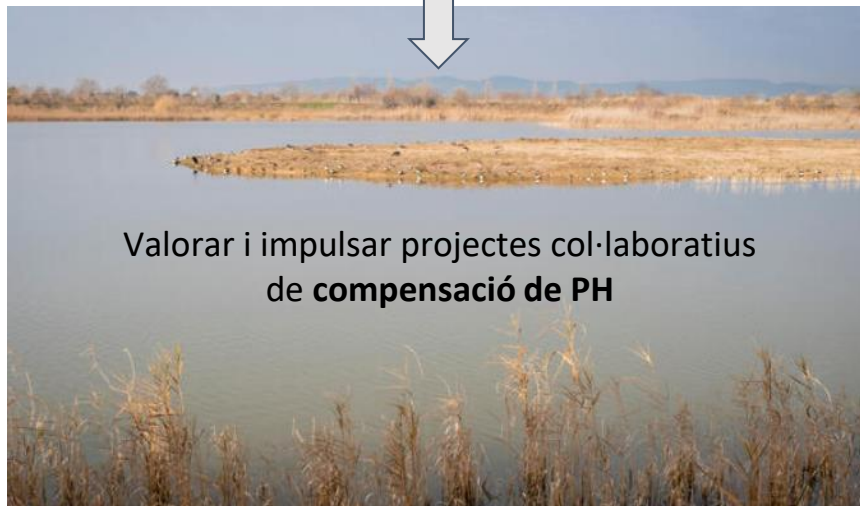 Valorar i impulsar projectes col·laboratius
de compensació de PH